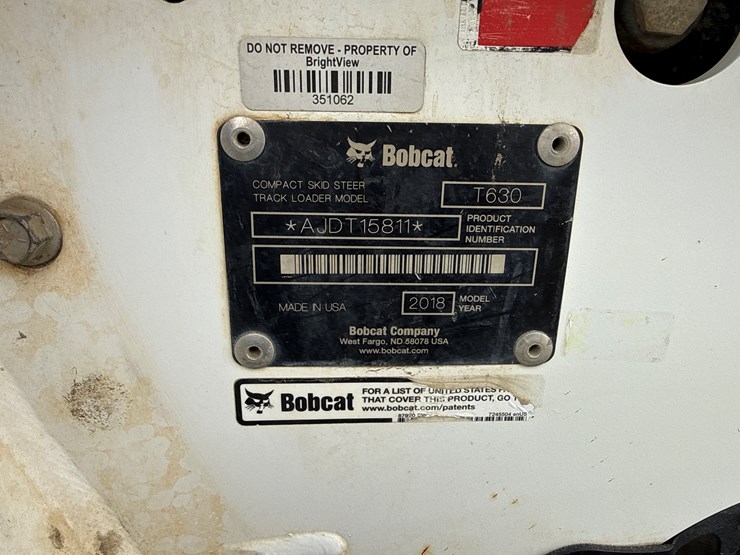 DO NOT REMOVE - PROPERTY OF
BrightView
351062
Bobcat
COMPACT SKID STEER
TRACK LOADER MODEL
T630
*AJDT15811*
PRODUCT
IDENTIFICATION
NUMBER
MADE IN USA
2018
MODEL
YEAR
Bobcat Company
West Fargo, ND 58078 USA
www.bobcat.com
Bobcat
FOR A LIST OF UNITED STATES
THAT COVER THIS PRODUCT, GO
www.bobcat.com/patents
7245504 enUS